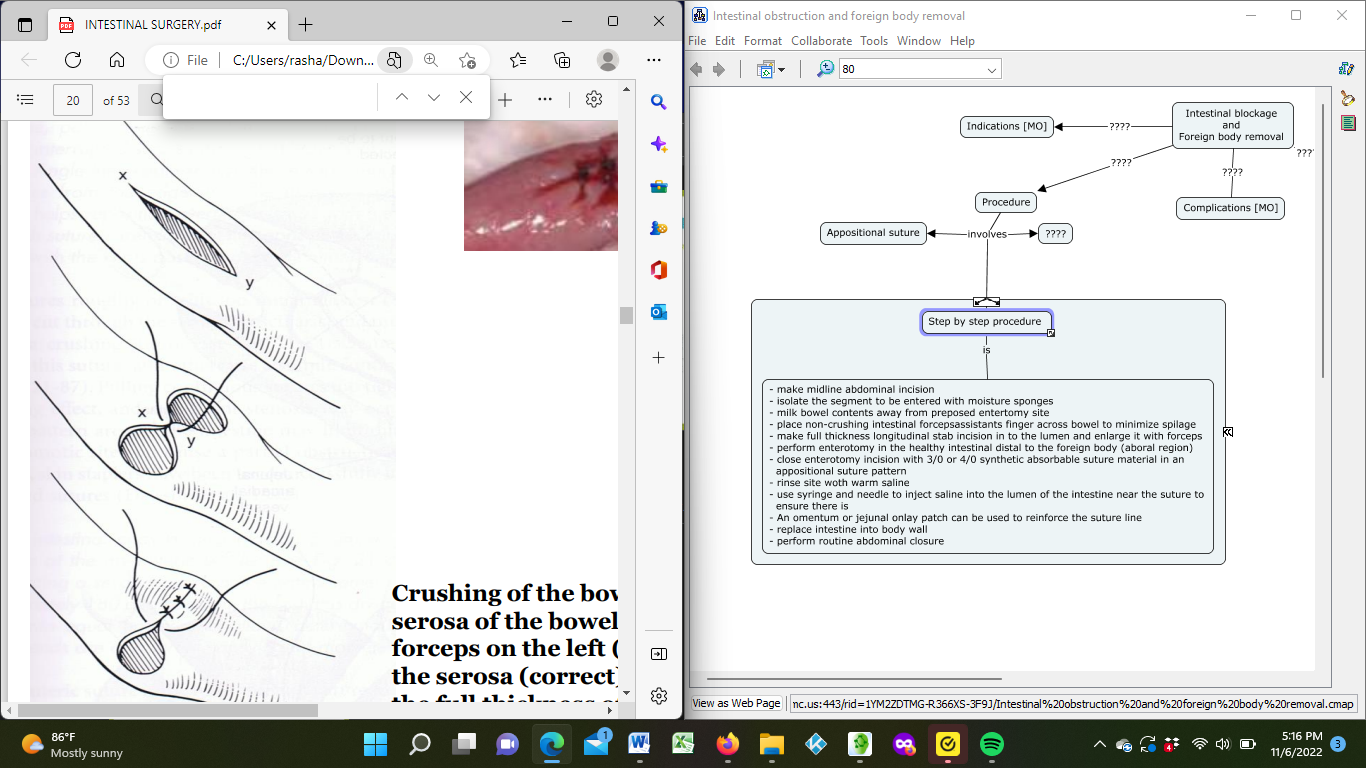 INTESTINAL SURGERY.pdf
File
C:/Users/rasha/Down...
20
of 53
x
y
x
y
Crushing of the bov
serosa of the bowel
forceps on the left (
the serosa (correct)
Intestinal obstruction and foreign body removal
File Edit Format Collaborate Tools Window Help
80
Intestinal blockage
and
Foreign body removal
Indications [MO]
????
????
????
????
Procedure
Complications [MO]
Appositional suture
involves
????
Step by step procedure
is
- make midline abdominal incision
- isolate the segment to be entered with moisture sponges
- milk bowel contents away from preposed entertomy site
- place non-crushing intestinal forcepsassistants finger across bowel to minimize spilage
- make full thickness longitudinal stab incision in to the lumen and enlarge it with forceps
- perform enterotomy in the healthy intestinal distal to the foreign body (aboral region)
- close enterotomy incision with 3/0 or 4/0 synthetic absorbable suture material in an
appositional suture pattern
- rinse site woth warm saline
- use syringe and needle to inject saline into the lumen of the intestine near the suture to
ensure there is
- An omentum or jejunal onlay patch can be used to reinforce the suture line
- replace intestine into body wall
- perform routine abdominal closure
View as Web Page
nc.us:443/rid=1YM2ZDTMG-R366XS-3F9J/Intestinal%20obstruction%20and%20foreign%20body%20removal.cmap
86°F
Mostly sunny
1
5:16 PM
11/6/2022
3